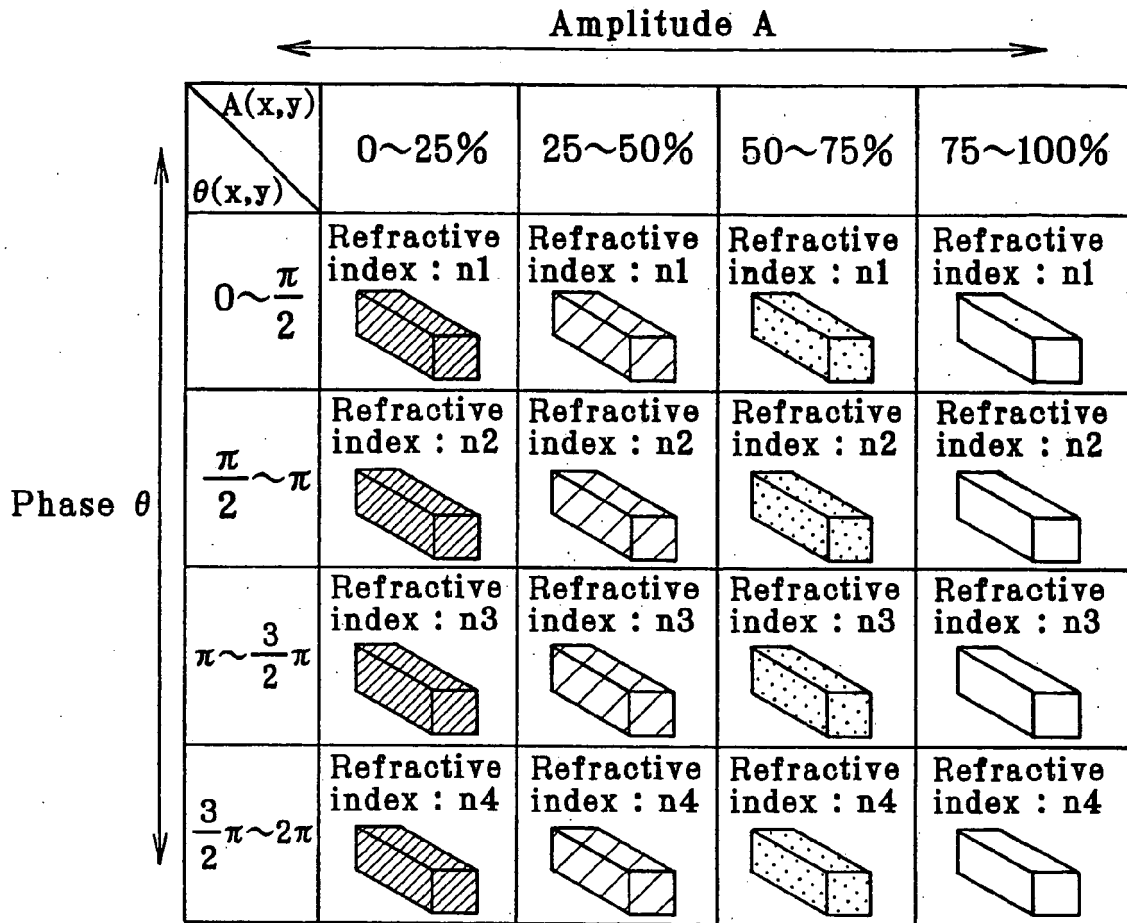 Amplitude A
A(x,y)
θ(x,y)
0~25% 25~50% 50~75% 75~100%
Refractive Refractive Refractive Refractive
index : n1 index : n1 index : n1 index : n1
0~π/2
Refractive Refractive Refractive Refractive
index : n2 index : n2 index : n2 index : n2
π/2~π
Phase θ
Refractive Refractive Refractive Refractive
index : n3 index : n3 index : n3 index : n3
π~3/2π
Refractive Refractive Refractive Refractive
index : n4 index : n4 index : n4 index : n4
3/2π~2π